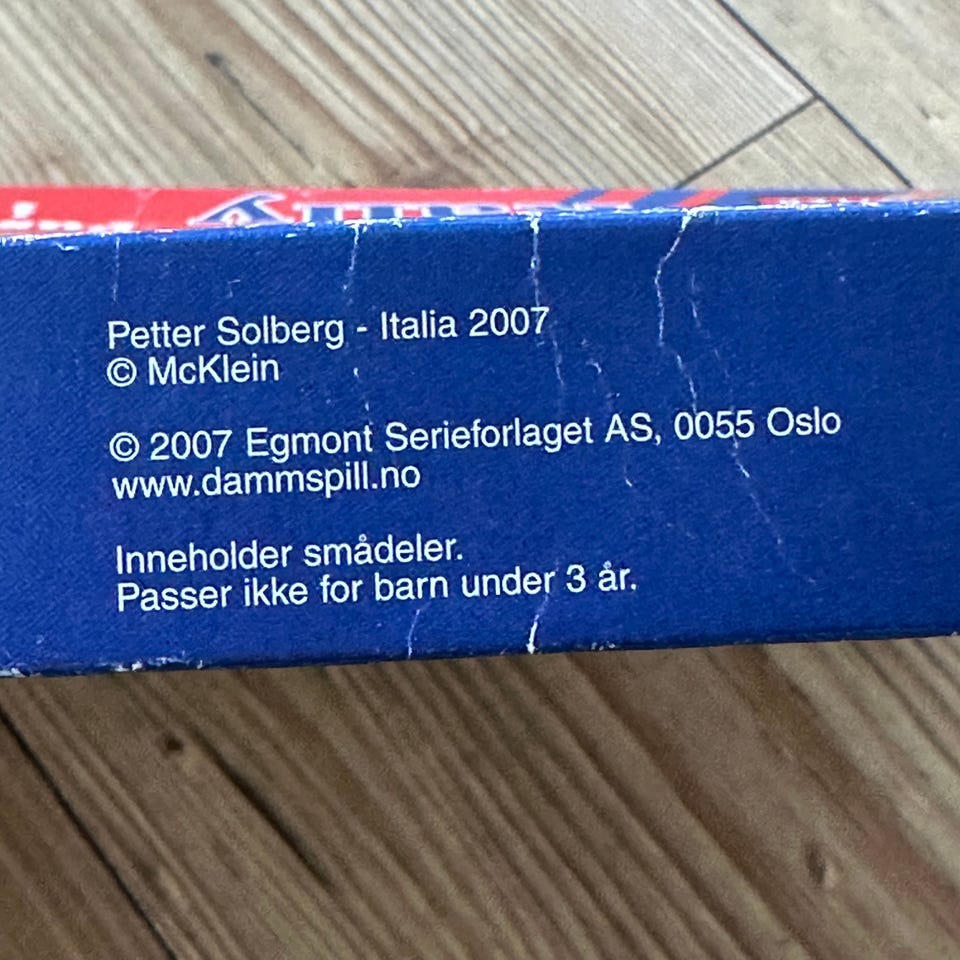 Petter Solberg - Italia 2007
© McKlein
© 2007 Egmont Serieforlaget AS, 0055 Oslo
www.dammspill.no
Inneholder smådeler.
Passer ikke for barn under 3 år.